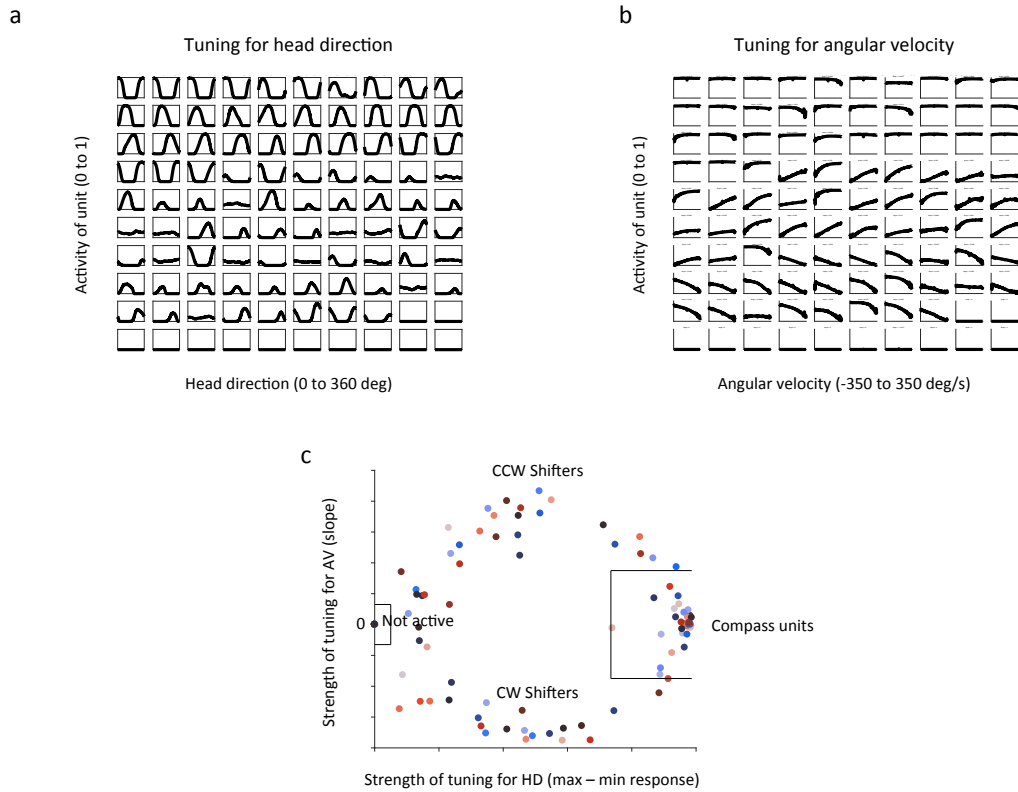 a
Tuning for head direction
Activity of unit (0 to 1)
Head direction (0 to 360 deg)
b
Tuning for angular velocity
Activity of unit (0 to 1)
Angular velocity (-350 to 350 deg/s)
c
CCW Shifters
Strength of tuning for AV (slope)
0
Not active
Compass units
CW Shifters
Strength of tuning for HD (max – min response)